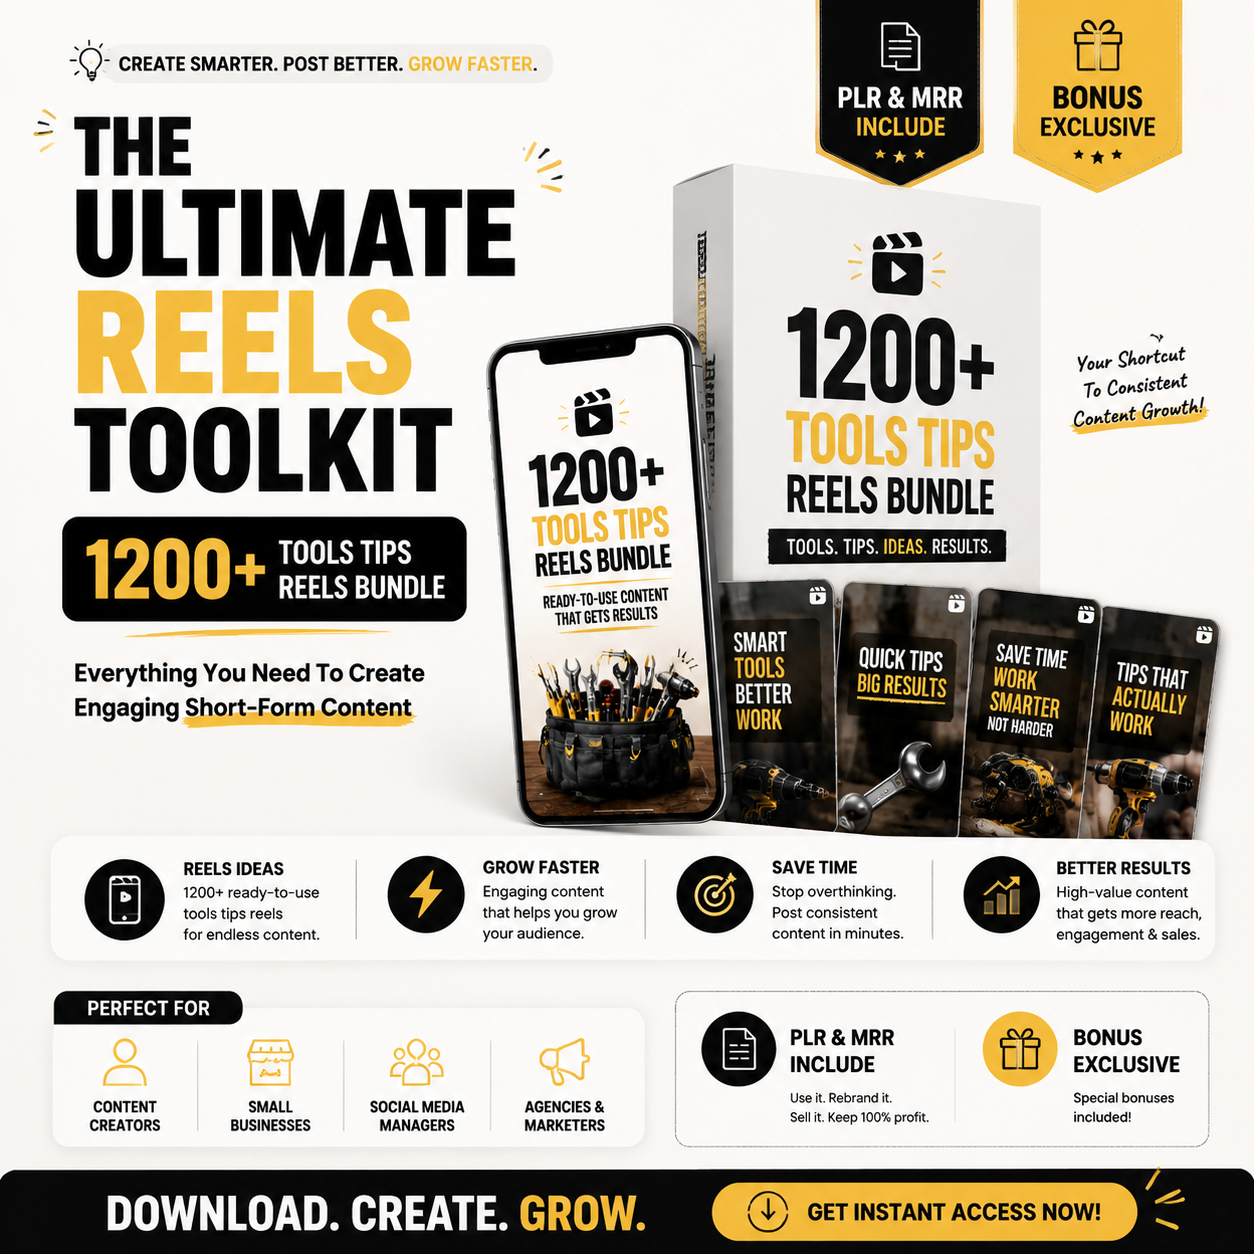 CREATE SMARTER. POST BETTER. GROW FASTER.
THE
ULTIMATE
REELS
TOOLKIT
1200+
TOOLS TIPS
REELS BUNDLE
Everything You Need To Create
Engaging Short-Form Content
PLR & MRR
INCLUDE
BONUS
EXCLUSIVE
1200+
TOOLS TIPS
REELS BUNDLE
TOOLS. TIPS. IDEAS. RESULTS.
Your Shortcut
To Consistent
Content Growth!
1200+
TOOLS TIPS
REELS BUNDLE
READY-TO-USE CONTENT
THAT GETS RESULTS
SMART
TOOLS
BETTER
WORK
QUICK TIPS
BIG RESULTS
SAVE TIME
WORK
SMARTER
NOT HARDER
TIPS THAT
ACTUALLY
WORK
REELS IDEAS
1200+ ready-to-use
tools tips reels
for endless content.
GROW FASTER
Engaging content
that helps you grow
your audience.
SAVE TIME
Stop overthinking.
Post consistent
content in minutes.
BETTER RESULTS
High-value content
that gets more reach,
engagement & sales.
PERFECT FOR
CONTENT
CREATORS
SMALL
BUSINESSES
SOCIAL MEDIA
MANAGERS
AGENCIES &
MARKETERS
PLR & MRR
INCLUDE
Use it. Rebrand it.
Sell it. Keep 100% profit.
BONUS
EXCLUSIVE
Special bonuses
included!
DOWNLOAD. CREATE. GROW.
GET INSTANT ACCESS NOW!